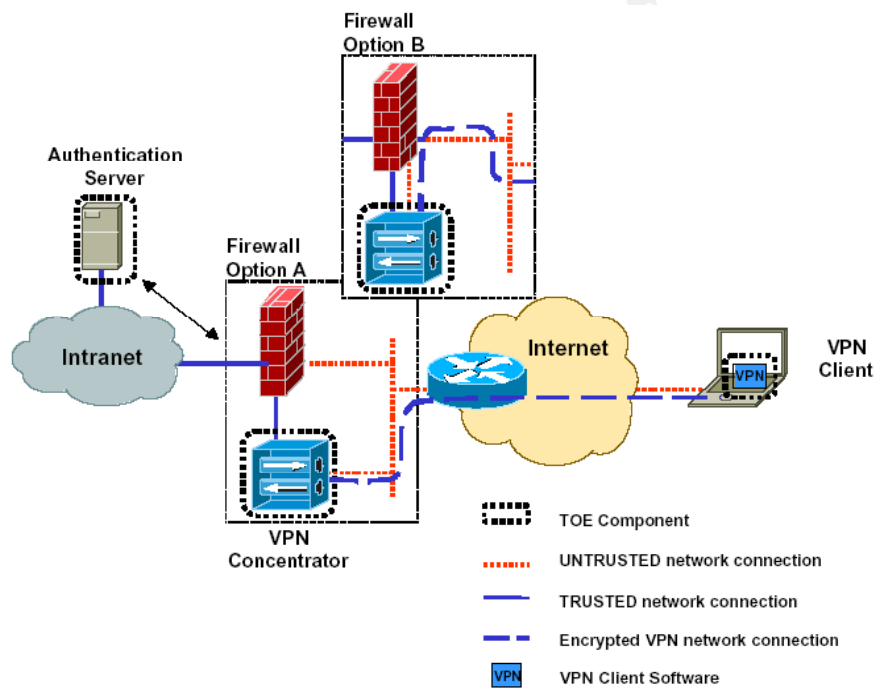 Firewall
Option B
Authentication
Server
Firewall
Option A
Intranet
Internet
VPN
Client
VPN
VPN
Concentrator
TOE Component
UNTRUSTED network connection
TRUSTED network connection
Encrypted VPN network connection
VPN
VPN Client Software